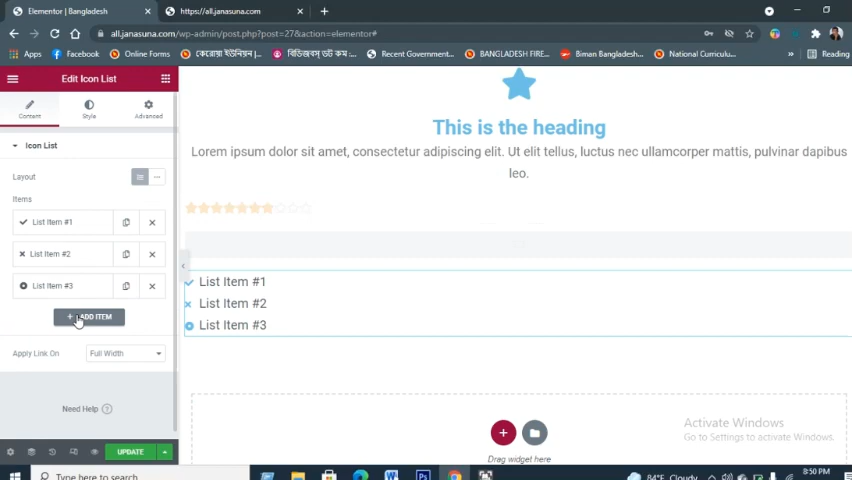 Elementor | Bangladesh
https://all.janasuna.com
all.janasuna.com/wp-admin/post.php?post=27&action=elementor#
Apps
Facebook
Online Forms
কেরোয়া ইউনিয়ন |...
বিডিজবস্ ডট কম :...
Recent Government...
BANGLADESH FIRE...
Biman Bangladesh...
National Curriculu...
»
Reading
Edit Icon List
Content
Style
Advanced
Icon List
Layout
Items
List Item #1
List Item #2
List Item #3
+ ADD ITEM
Apply Link On
Full Width
Need Help ?
UPDATE
This is the heading
Lorem ipsum dolor sit amet, consectetur adipiscing elit. Ut elit tellus, luctus nec ullamcorper mattis, pulvinar dapibus
leo.
List Item #1
List Item #2
List Item #3
Drag widget here
Activate Windows
Go to Settings to activate Windows.
Type here to search
84°F Cloudy
8:50 PM